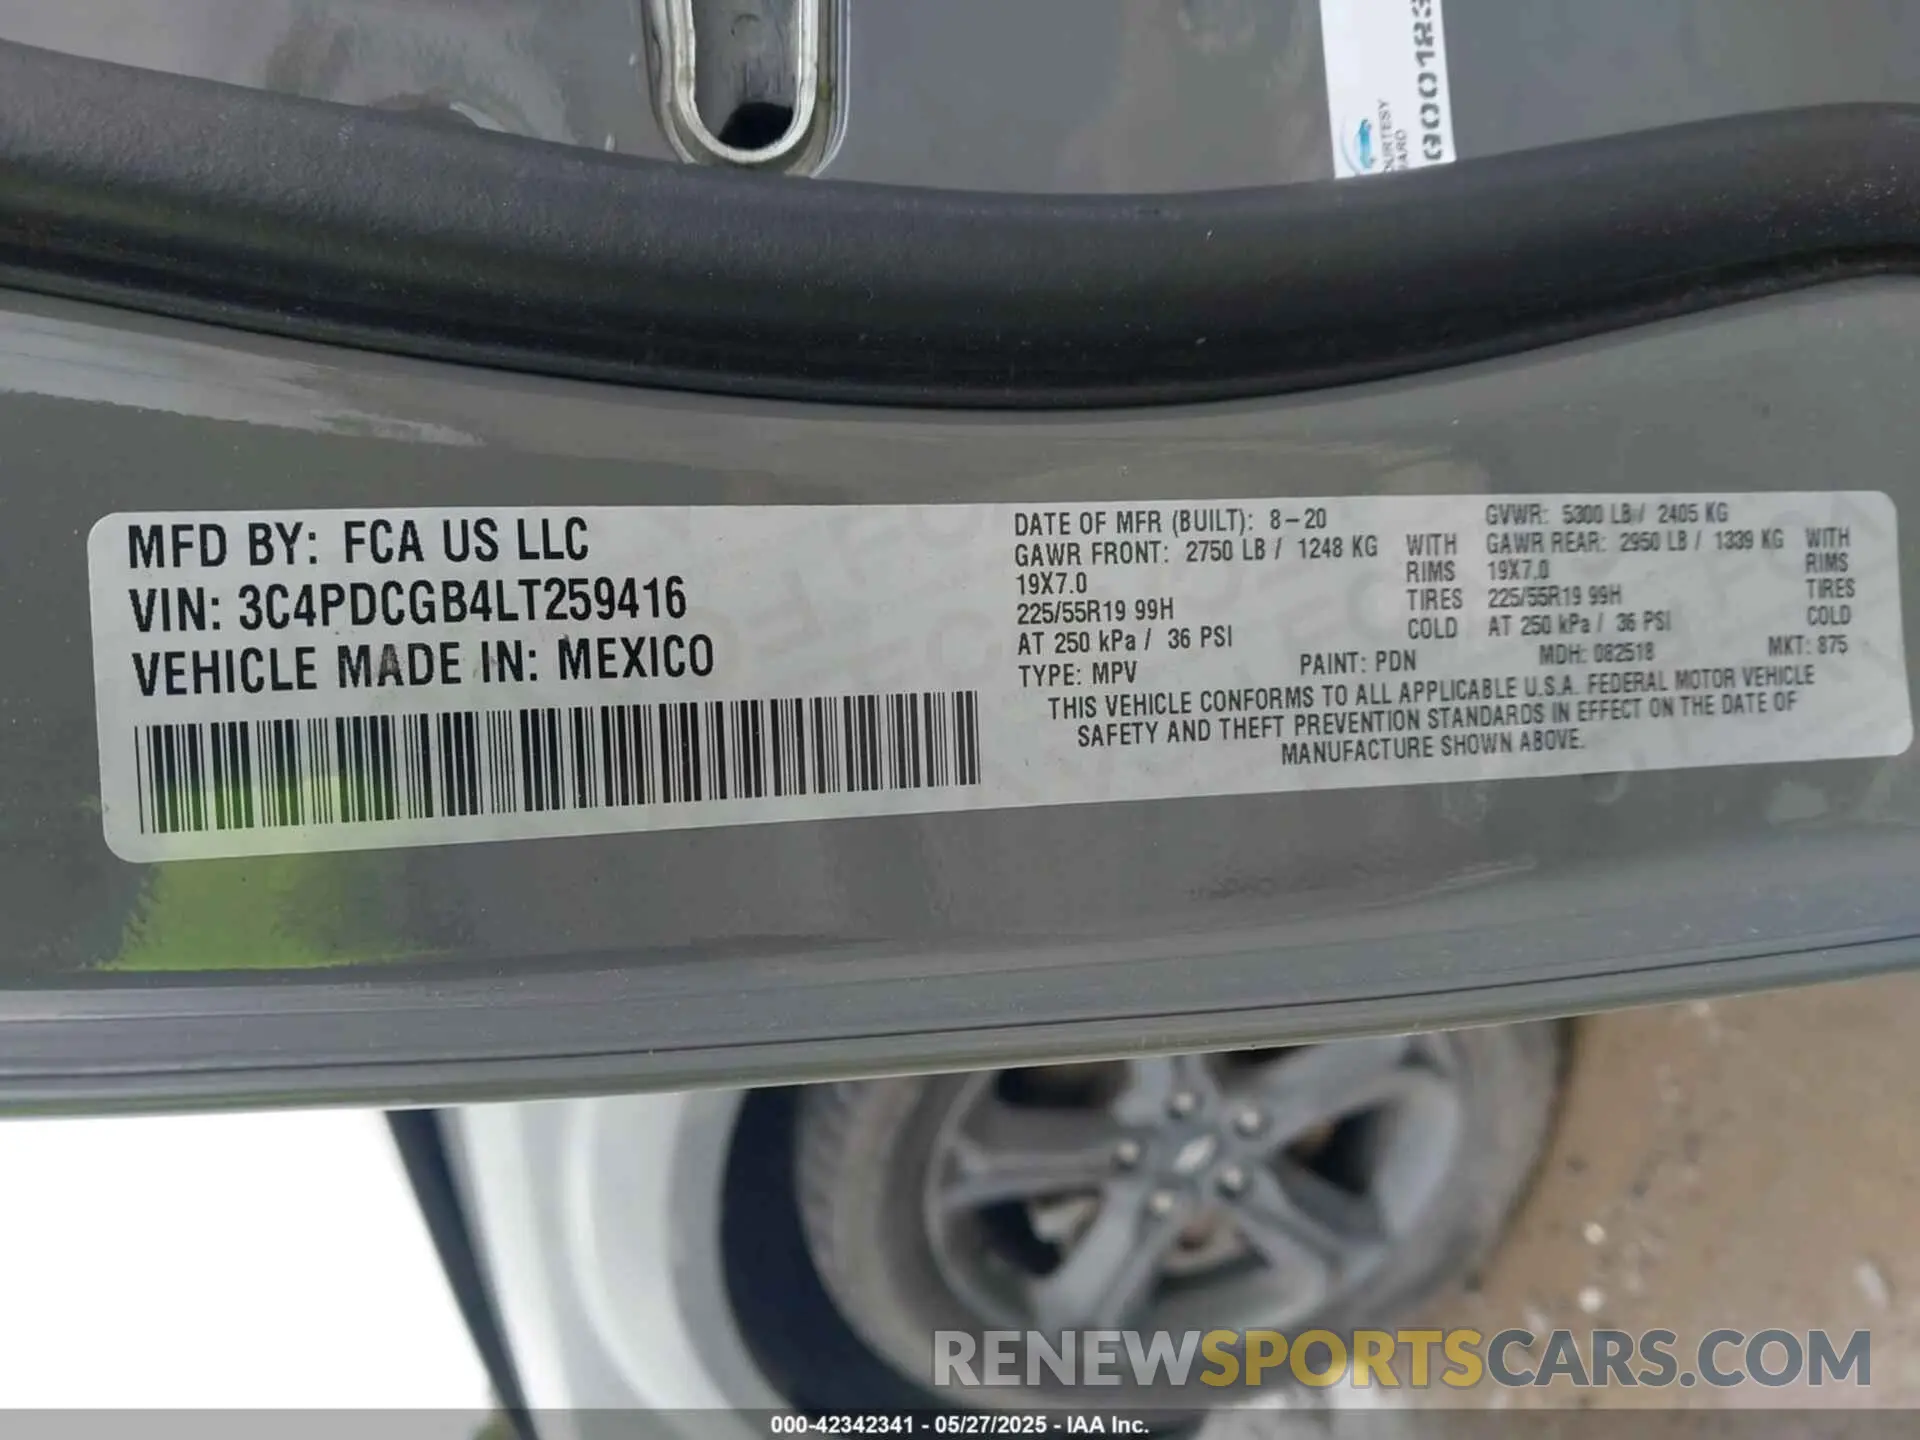 0001R3
MFD BY: FCA US LLC
VIN: 3C4PDCGB4LT259416
VEHICLE MADE IN: MEXICO
DATE OF MFR (BUILT): 8-20
GAWR FRONT: 2750 LB / 1248 KG WITH
19X7.0 RIMS
225/55R19 99H TIRES
AT 250 kPa / 36 PSI COLD
GVWR: 5300 LB / 2405 KG
GAWR REAR: 2950 LB / 1339 KG WITH
19X7.0 RIMS
225/55R19 99H TIRES
AT 250 kPa / 36 PSI COLD
TYPE: MPV PAINT: PDN MDH: 082518 MKT: 875
THIS VEHICLE CONFORMS TO ALL APPLICABLE U.S.A. FEDERAL MOTOR VEHICLE
SAFETY AND THEFT PREVENTION STANDARDS IN EFFECT ON THE DATE OF
MANUFACTURE SHOWN ABOVE.
RENEWSPORTSCARS.COM
000-42342341 - 05/27/2025 - IAA Inc.